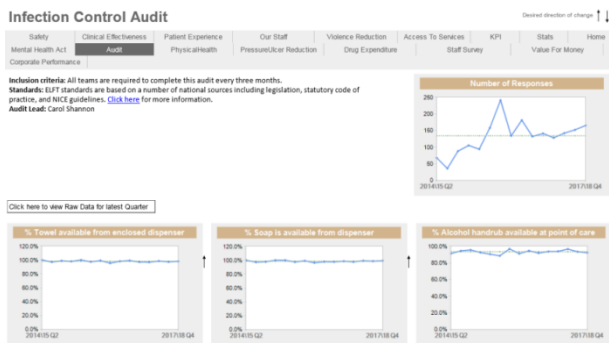 Infection Control Audit
Desired direction of change
Safety Clinical Effectiveness Patient Experience Our Staff Violence Reduction Access To Services KPI Stats Home
Mental Health Act Audit PhysicalHealth PressureUlcer Reduction Drug Expenditure Staff Survey Value For Money
Corporate Performance
Inclusion criteria: All teams are required to complete this audit every three months.
Standards: ELFT standards are based on a number of national sources including legislation, statutory code of
practice, and NICE guidelines. Click here for more information.
Audit Lead: Carol Shannon
Number of Responses
250
200
150
100
50
0
2014\15 Q2 2017\18 Q4
Click here to view Raw Data for latest Quarter
% Towel available from enclosed dispenser
120.0%
100.0%
80.0%
60.0%
40.0%
20.0%
0.0%
2014\15 Q2 2017\18 Q4
% Soap is available from dispenser
120.0%
100.0%
80.0%
60.0%
40.0%
20.0%
0.0%
2014\15 Q2 2017\18 Q4
% Alcohol handrub available at point of care
100.0%
80.0%
60.0%
40.0%
20.0%
0.0%
2014\15 Q2 2017\18 Q4